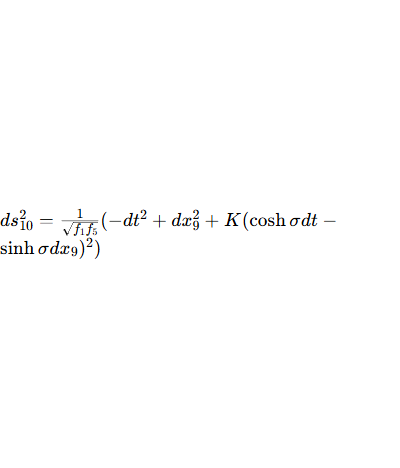 $ds_{10}^2 = \frac{1}{\sqrt{f_1 f_5}}(-dt^2 + dx_9^2 + K(\cosh \sigma dt -$
$\sinh \sigma dx_9)^2)$